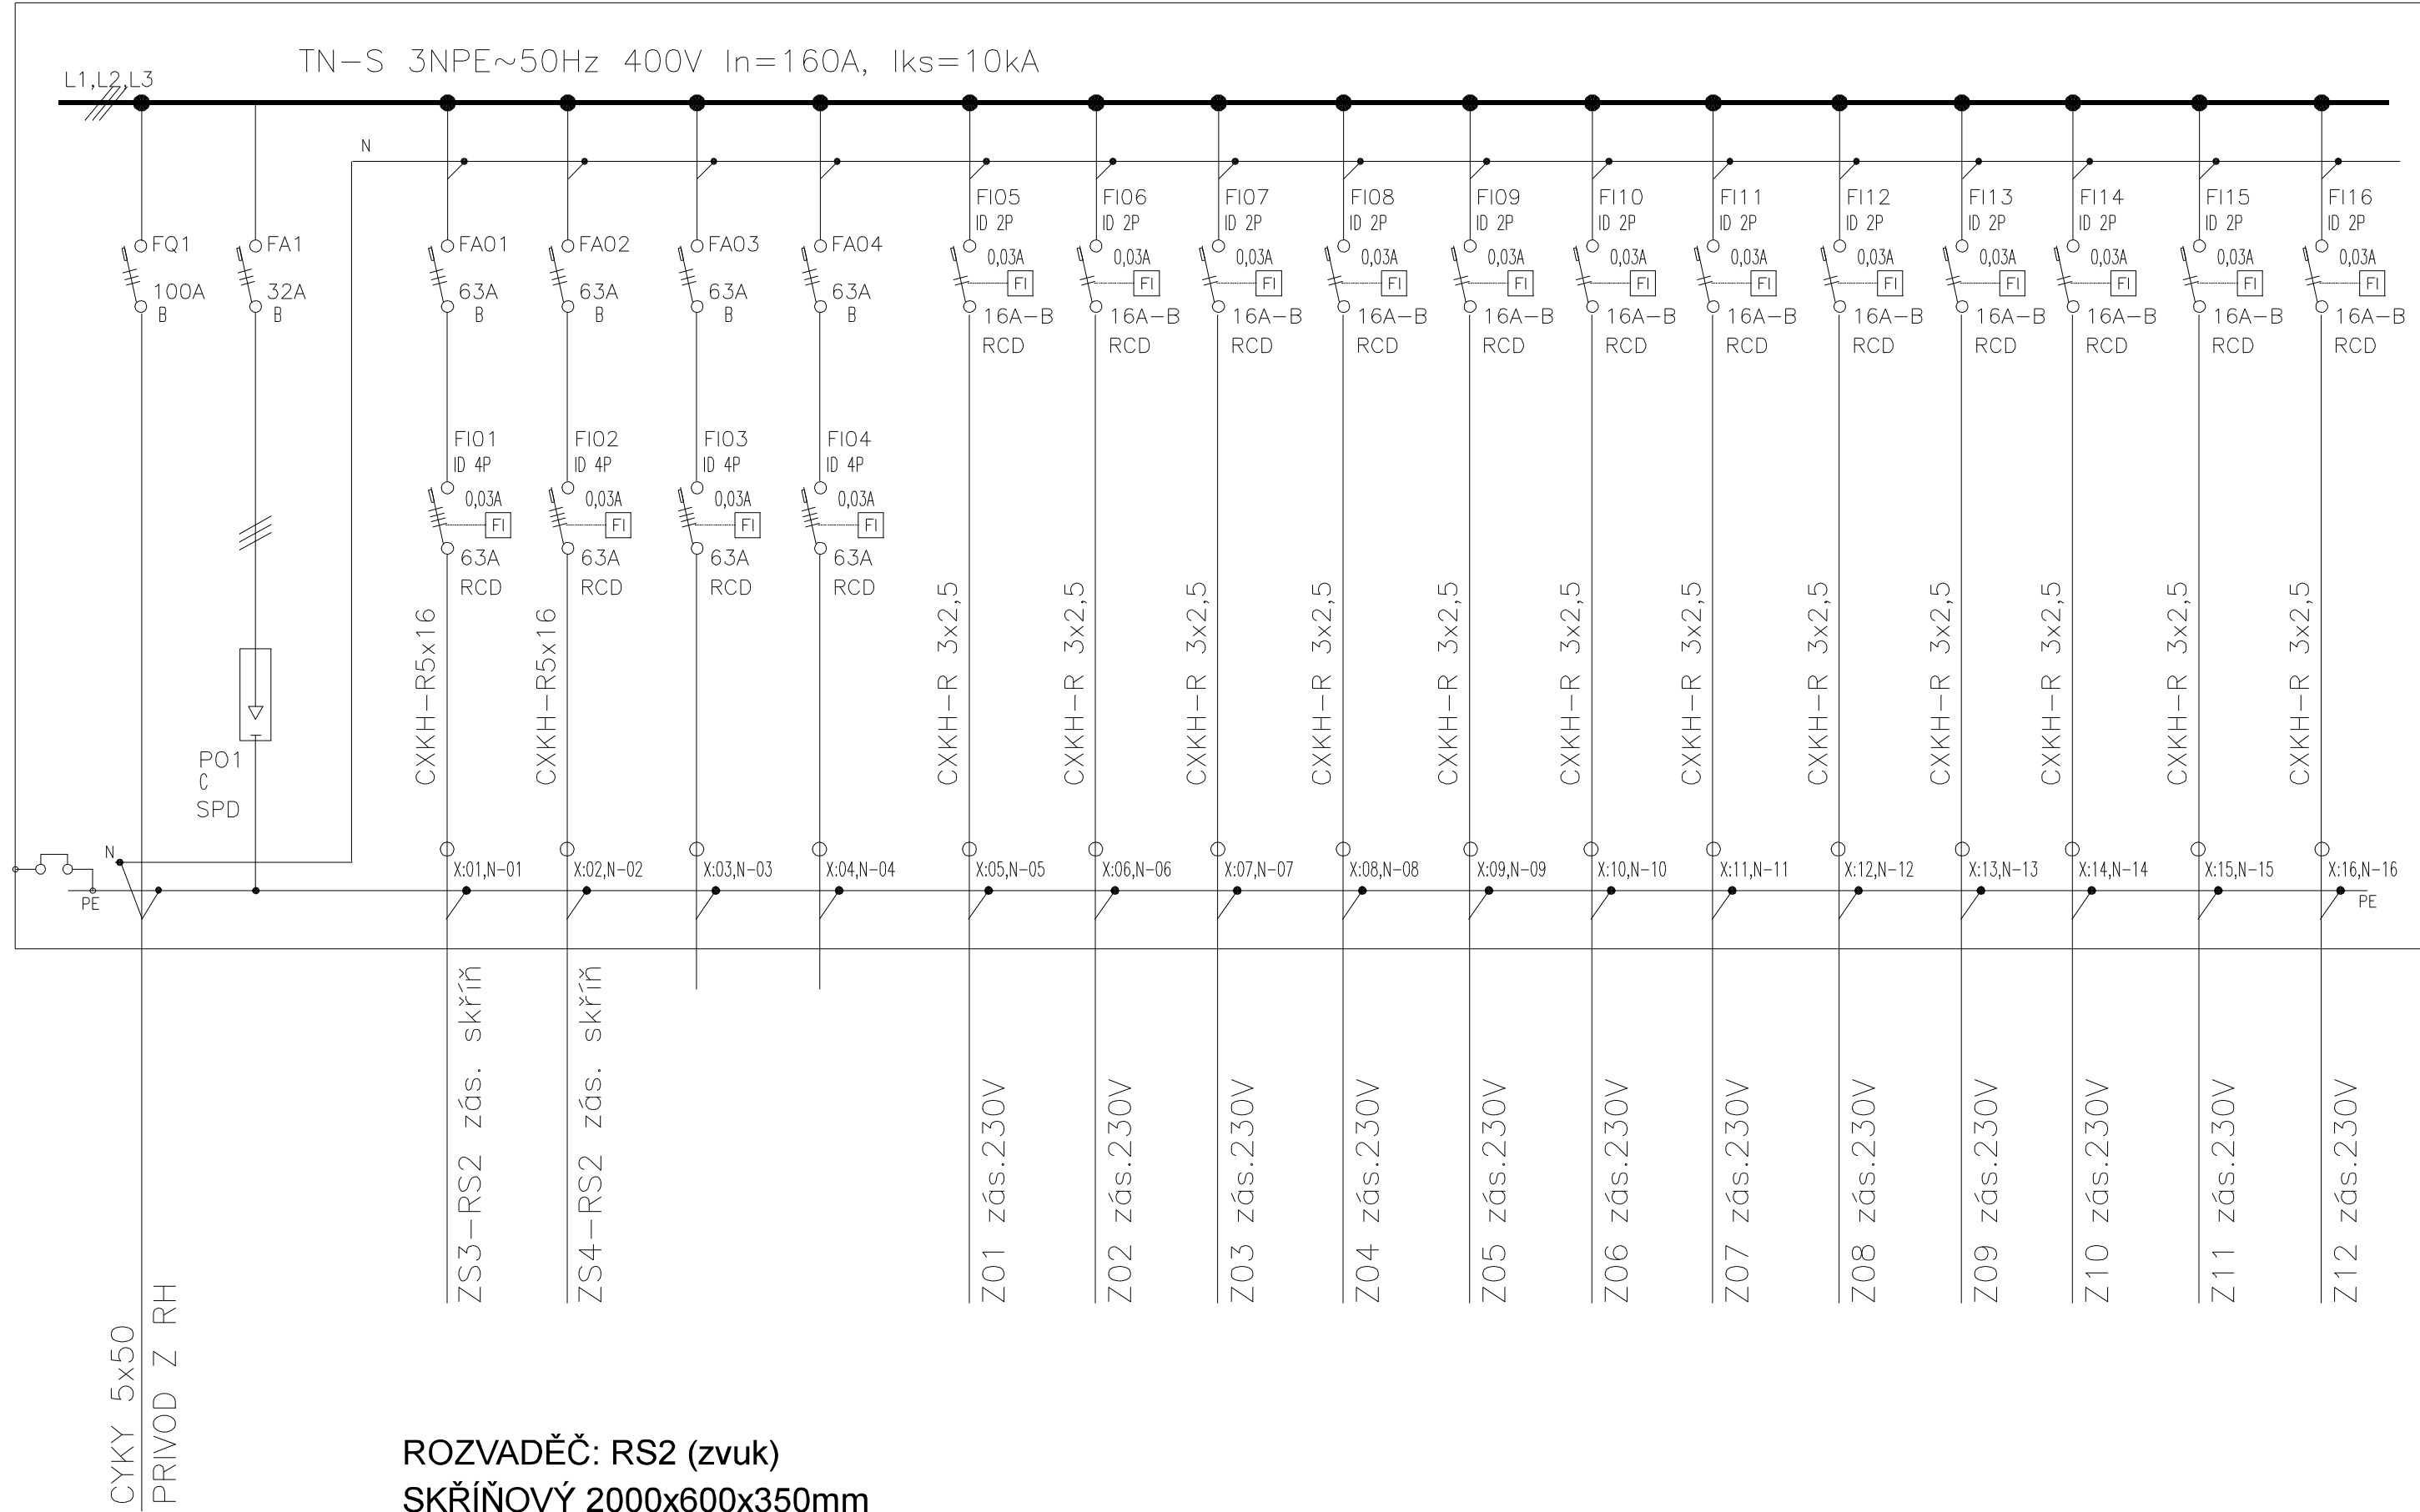 TN-S 3NPE~50Hz 400V In=160A, Iks=10kA
L1,L2,L3
N
FI05 FI06 FI07 FI08 FI09 FI10 FI11 FI12 FI13 FI14 FI15 FI16
ID 2P ID 2P ID 2P ID 2P ID 2P ID 2P ID 2P ID 2P ID 2P ID 2P ID 2P ID 2P
FQ1 FA1 FA01 FA02 FA03 FA04
0,03A 0,03A 0,03A 0,03A 0,03A 0,03A 0,03A 0,03A 0,03A 0,03A 0,03A 0,03A
FI FI FI FI FI FI FI FI FI FI FI FI
100A 32A 63A 63A 63A 63A
B B B B B B
16A-B 16A-B 16A-B 16A-B 16A-B 16A-B 16A-B 16A-B 16A-B 16A-B 16A-B 16A-B
RCD RCD RCD RCD RCD RCD RCD RCD RCD RCD RCD RCD
FI01 FI02 FI03 FI04
ID 4P ID 4P ID 4P ID 4P
0,03A 0,03A 0,03A 0,03A
FI FI FI FI
63A 63A 63A 63A
RCD RCD RCD RCD
CXKH-R5x16
CXKH-R5x16
CXKH-R 3x2,5
CXKH-R 3x2,5
CXKH-R 3x2,5
CXKH-R 3x2,5
CXKH-R 3x2,5
CXKH-R 3x2,5
CXKH-R 3x2,5
CXKH-R 3x2,5
CXKH-R 3x2,5
CXKH-R 3x2,5
CXKH-R 3x2,5
CXKH-R 3x2,5
PO1
C
SPD
N
X:01,N-01 X:02,N-02 X:03,N-03 X:04,N-04 X:05,N-05 X:06,N-06 X:07,N-07 X:08,N-08 X:09,N-09 X:10,N-10 X:11,N-11 X:12,N-12 X:13,N-13 X:14,N-14 X:15,N-15 X:16,N-16
PE PE
ZS3-RS2 zás. skříň
ZS4-RS2 zás. skříň
Z01 zás.230V
Z02 zás.230V
Z03 zás.230V
Z04 zás.230V
Z05 zás.230V
Z06 zás.230V
Z07 zás.230V
Z08 zás.230V
Z09 zás.230V
Z10 zás.230V
Z11 zás.230V
Z12 zás.230V
CYKY 5x50
PRIVOD Z RH
ROZVADĚČ: RS2 (zvuk)
SKŘÍŇOVÝ 2000x600x350mm